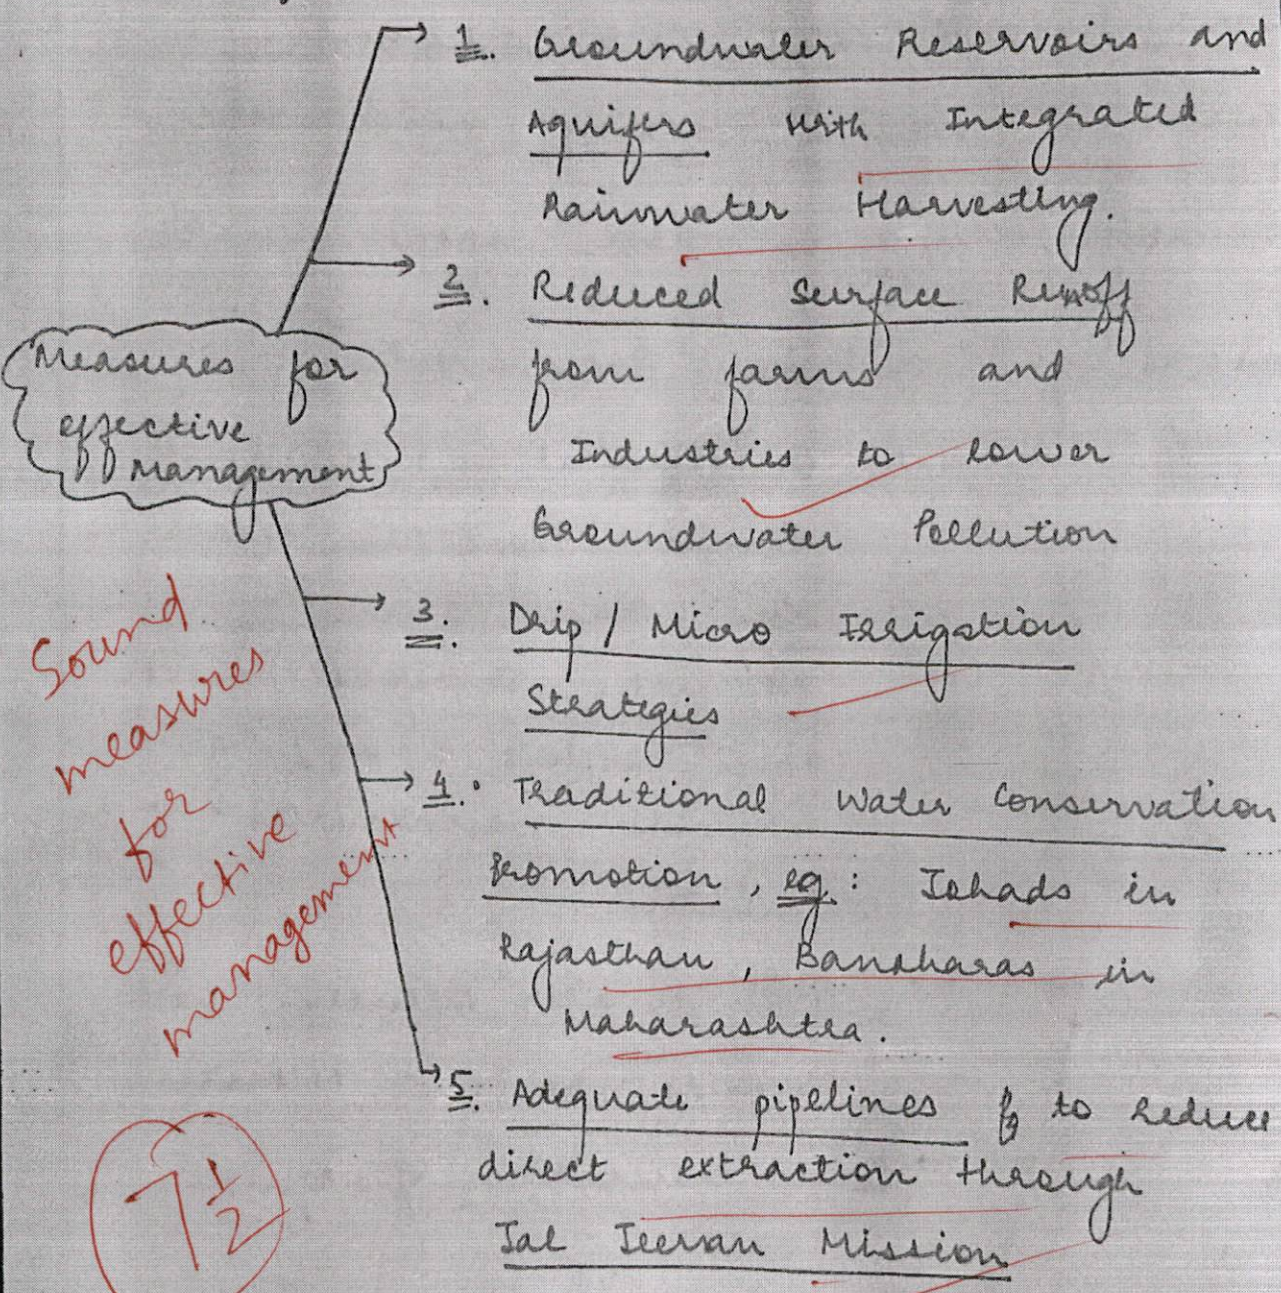 1. Groundwater Reservoirs and
Aquifers with Integrated
Rainwater Harvesting.
2. Reduced Surface Runoff
from farms and
Industries to lower
Groundwater Pollution
Measures for
effective
Management
3. Drip / Micro Irrigation
Strategies
4. Traditional Water Conservation
Promotion, eg: Johads in
Rajasthan, Bandharas in
Maharashtra.
5. Adequate pipelines to reduce
direct extraction through
Jal Jeevan Mission
Sound
measures
for
effective
management
7 1/2